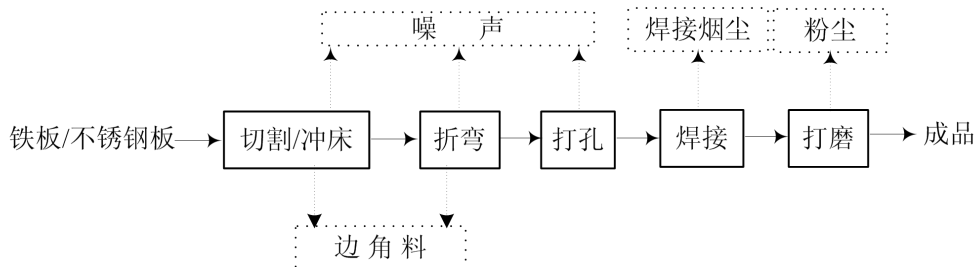 噪 声 焊接烟尘 粉尘
铁板/不锈钢板 切割/冲床 折弯 打孔 焊接 打磨 成品
边 角 料